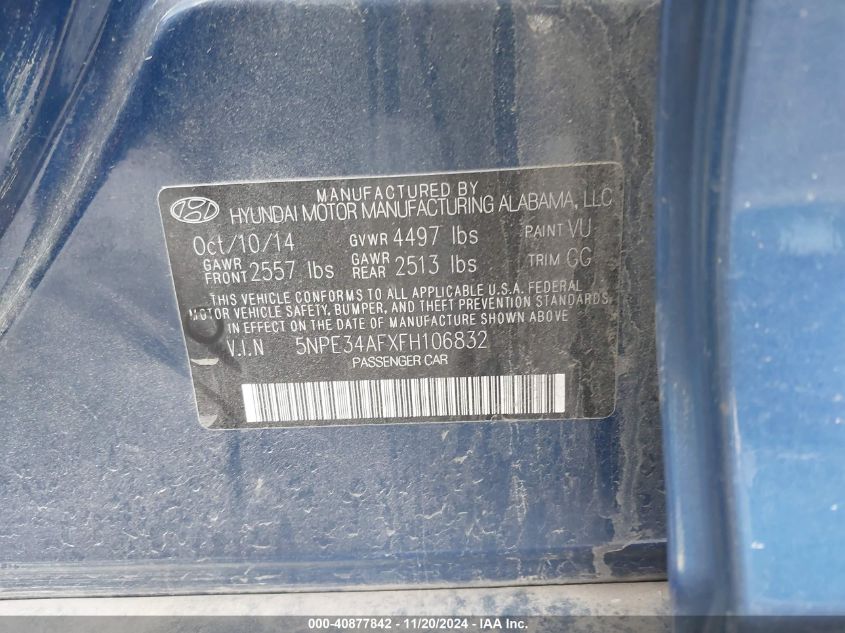 MANUFACTURED BY
HYUNDAI MOTOR MANUFACTURING ALABAMA, LLC
Oct/10/14 GVWR 4497 lbs PAINT VU
GAWR FRONT 2557 lbs GAWR REAR 2513 lbs TRIM GG
THIS VEHICLE CONFORMS TO ALL APPLICABLE U.S.A. FEDERAL
MOTOR VEHICLE SAFETY, BUMPER, AND THEFT PREVENTION STANDARDS
IN EFFECT ON THE DATE OF MANUFACTURE SHOWN ABOVE
V.I.N 5NPE34AFXFH106832
PASSENGER CAR
000-40877842 - 11/20/2024 - IAA Inc.